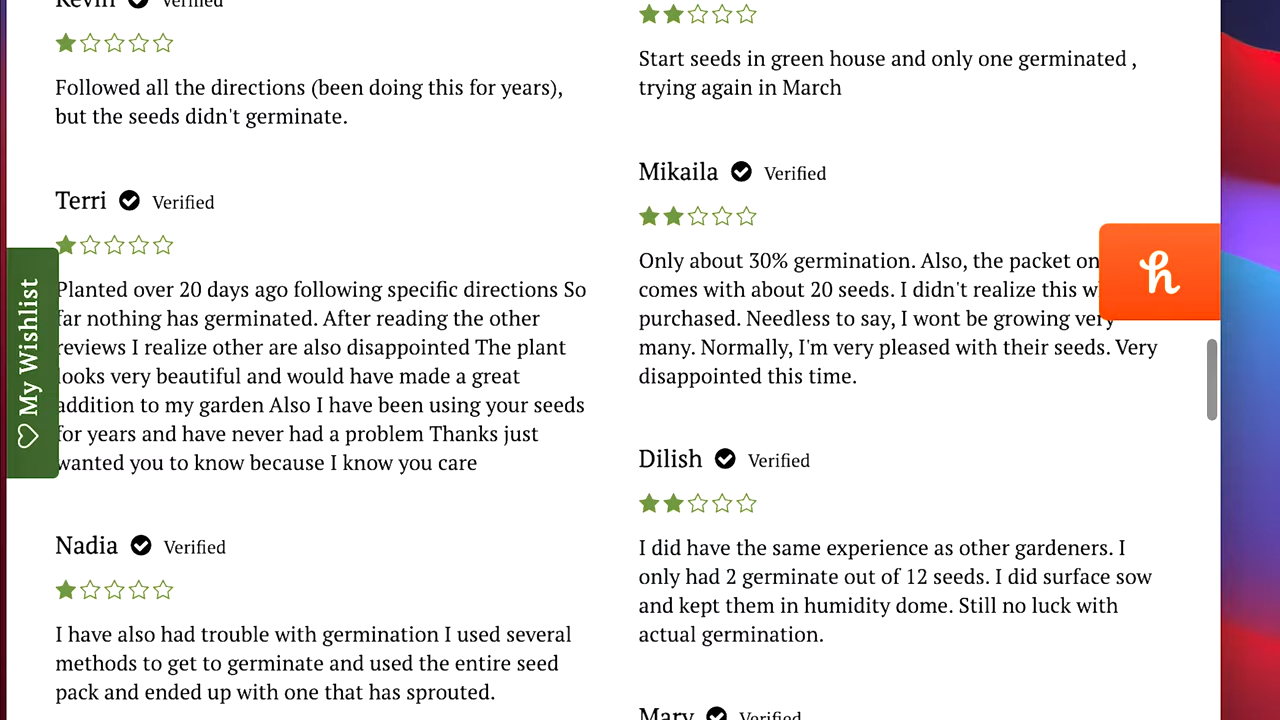 Kevin Verified
Followed all the directions (been doing this for years),
but the seeds didn't germinate.
Terri Verified
Planted over 20 days ago following specific directions So
far nothing has germinated. After reading the other
reviews I realize other are also disappointed The plant
looks very beautiful and would have made a great
addition to my garden Also I have been using your seeds
for years and have never had a problem Thanks just
wanted you to know because I know you care
Nadia Verified
I have also had trouble with germination I used several
methods to get to germinate and used the entire seed
pack and ended up with one that has sprouted.
Start seeds in green house and only one germinated ,
trying again in March
Mikaila Verified
Only about 30% germination. Also, the packet on
comes with about 20 seeds. I didn't realize this w
purchased. Needless to say, I wont be growing very
many. Normally, I'm very pleased with their seeds. Very
disappointed this time.
Dilish Verified
I did have the same experience as other gardeners. I
only had 2 germinate out of 12 seeds. I did surface sow
and kept them in humidity dome. Still no luck with
actual germination.
Mary Verified
My Wishlist
h